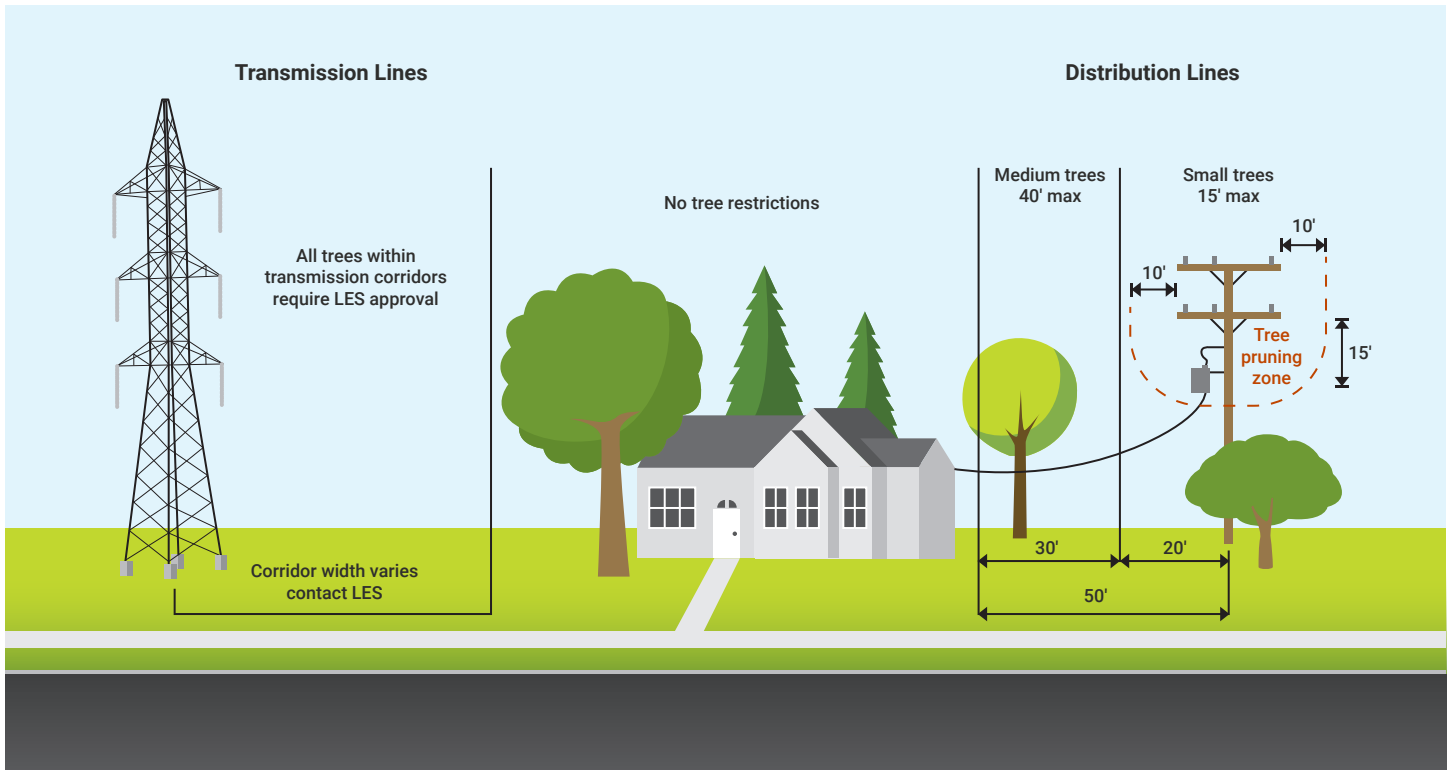 Transmission Lines
Distribution Lines
All trees within
transmission corridors
require LES approval
Corridor width varies
contact LES
No tree restrictions
Medium trees
40' max
Small trees
15' max
10'
10'
Tree
pruning
zone
15'
30'
20'
50'